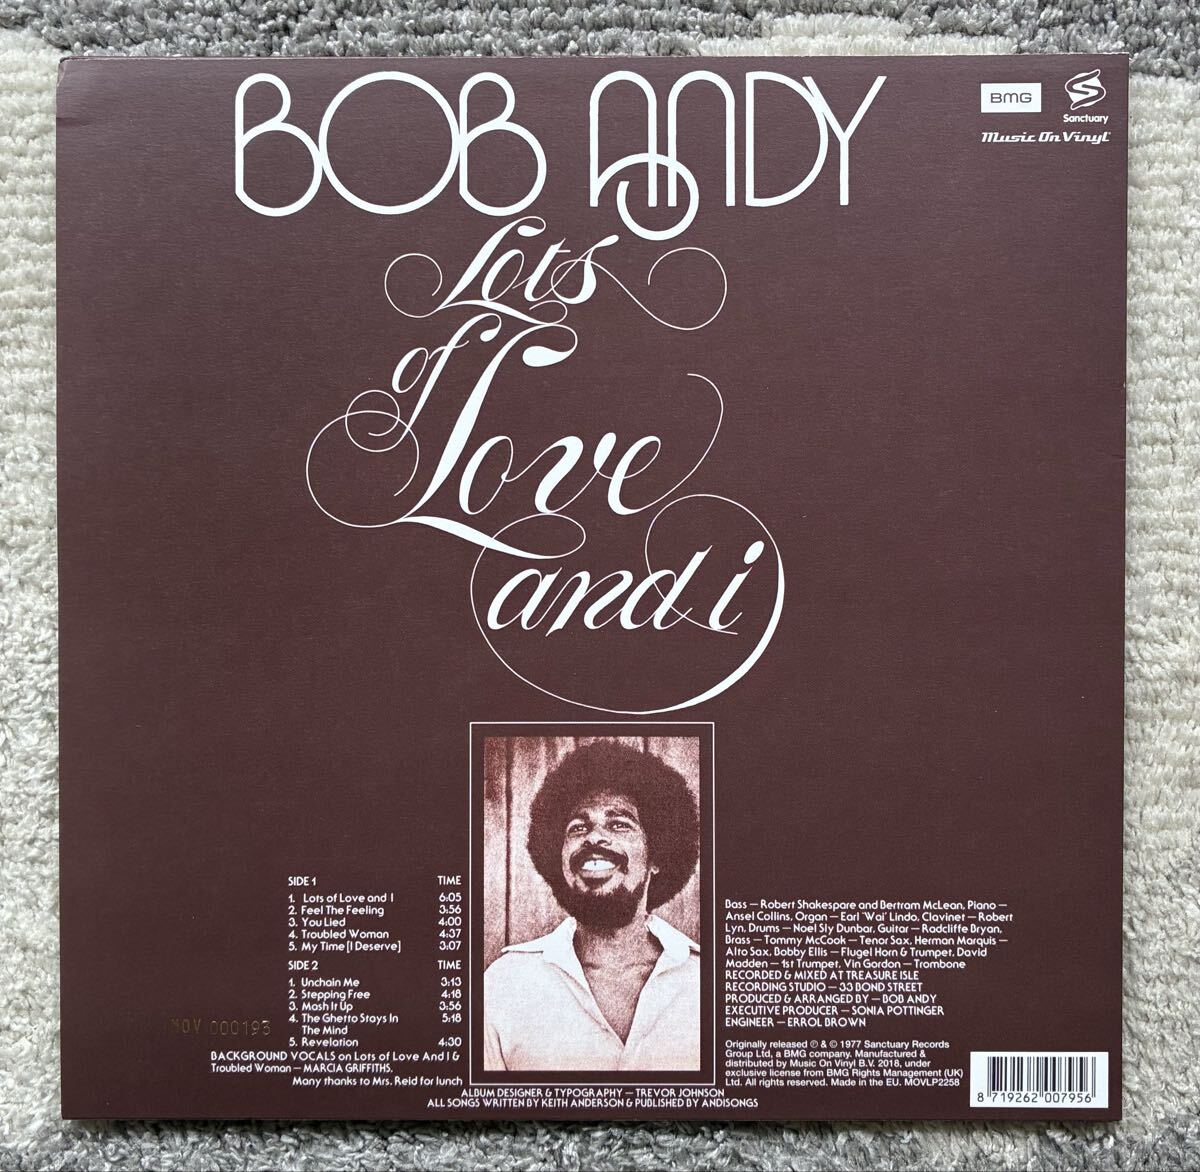 BOB ANDY
BMG
Sanctuary
Music On Vinyl
Lots
of
Love
and i
SIDE 1 TIME
1. Lots of Love and I 6:05
2. Feel The Feeling 3:56
3. You Lied 4:00
4. Troubled Woman 4:37
5. My Time [I Deserve] 3:07
SIDE 2 TIME
1. Unchain Me 3:13
2. Stepping Free 4:18
3. Mash It Up 3:56
4. The Ghetto Stays In 5:18
The Mind
5. Revelation 4:30
MOV 000193
BACKGROUND VOCALS on Lots of Love And I &
Troubled Woman — MARCIA GRIFFITHS.
Many thanks to Mrs. Reid for lunch
Bass — Robert Shakespare and Bertram McLean, Piano —
Ansel Collins, Organ — Earl 'Wai' Lindo, Clavinet — Robert
Lyn, Drums — Noel Sly Dunbar, Guitar — Radcliffe Bryan,
Brass — Tommy McCook — Tenor Sax, Herman Marquis —
Alto Sax, Bobby Ellis — Flugel Horn & Trumpet, David
Madden — 1st Trumpet, Vin Gordon — Trombone
RECORDED & MIXED AT TREASURE ISLE
RECORDING STUDIO — 33 BOND STREET
PRODUCED & ARRANGED BY — BOB ANDY
EXECUTIVE PRODUCER — SONIA POTTINGER
ENGINEER — ERROL BROWN
Originally released ℗ & © 1977 Sanctuary Records
Group Ltd, a BMG company. Manufactured &
distributed by Music On Vinyl B.V. 2018, under
exclusive license from BMG Rights Management (UK)
Ltd. All rights reserved. Made in the EU. MOVLP2258
8 719262 007956
ALBUM DESIGNER & TYPOGRAPHY — TREVOR JOHNSON
ALL SONGS WRITTEN BY KEITH ANDERSON & PUBLISHED BY ANDISONGS